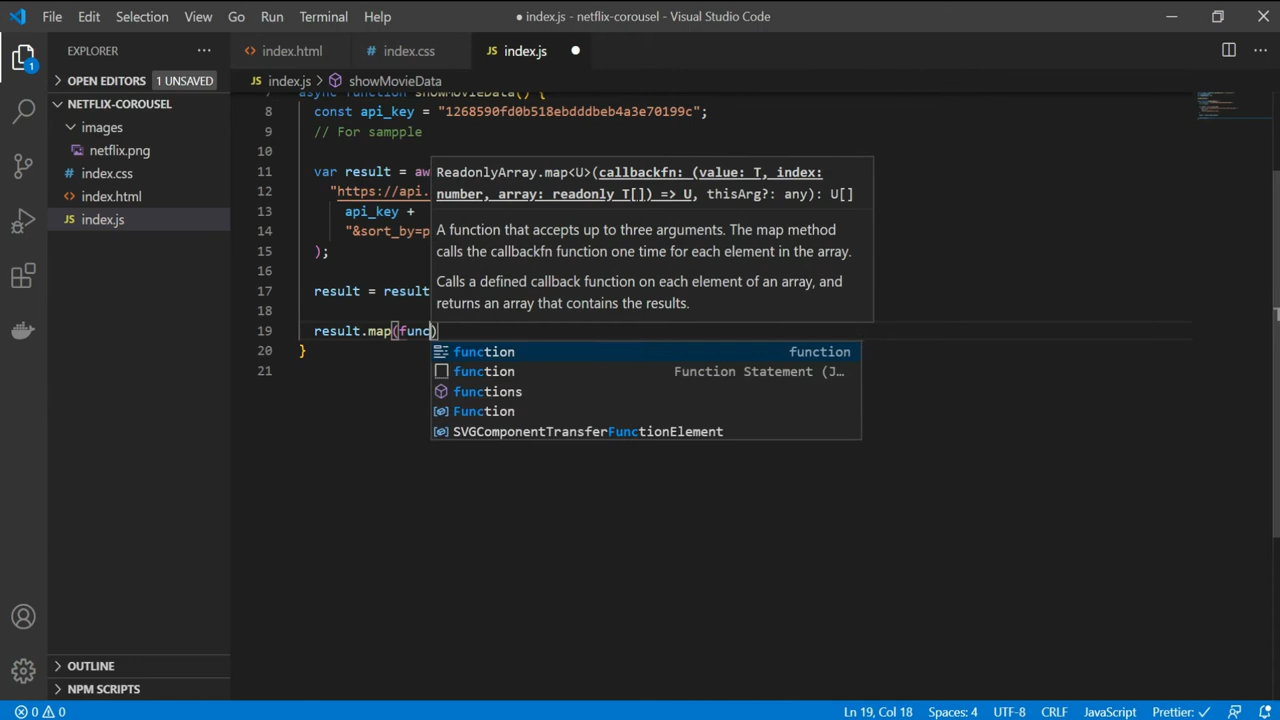 File Edit Selection View Go Run Terminal Help ● index.js - netflix-corousel - Visual Studio Code
EXPLORER ··· index.html index.css JS index.js
OPEN EDITORS 1 UNSAVED
JS index.js > showMovieData
NETFLIX-COROUSEL
images
netflix.png
index.css
index.html
JS index.js
1
async function showMovieData() {
8 const api_key = "1268590fd0b518ebdddbeb4a3e70199c";
9 // For sampple
10
11 var result = aw
12 "https://api.
13 api_key +
14 "&sort_by=p
15 );
16
17 result = result
18
19 result.map(func)
20 }
21
ReadonlyArray.map<U>(callbackfn: (value: T, index:
number, array: readonly T[]) => U, thisArg?: any): U[]
A function that accepts up to three arguments. The map method
calls the callbackfn function one time for each element in the array.
Calls a defined callback function on each element of an array, and
returns an array that contains the results.
function function
function Function Statement (J…
functions
Function
SVGComponentTransferFunctionElement
OUTLINE
NPM SCRIPTS
0 0 Ln 19, Col 18 Spaces: 4 UTF-8 CRLF JavaScript Prettier: ✓